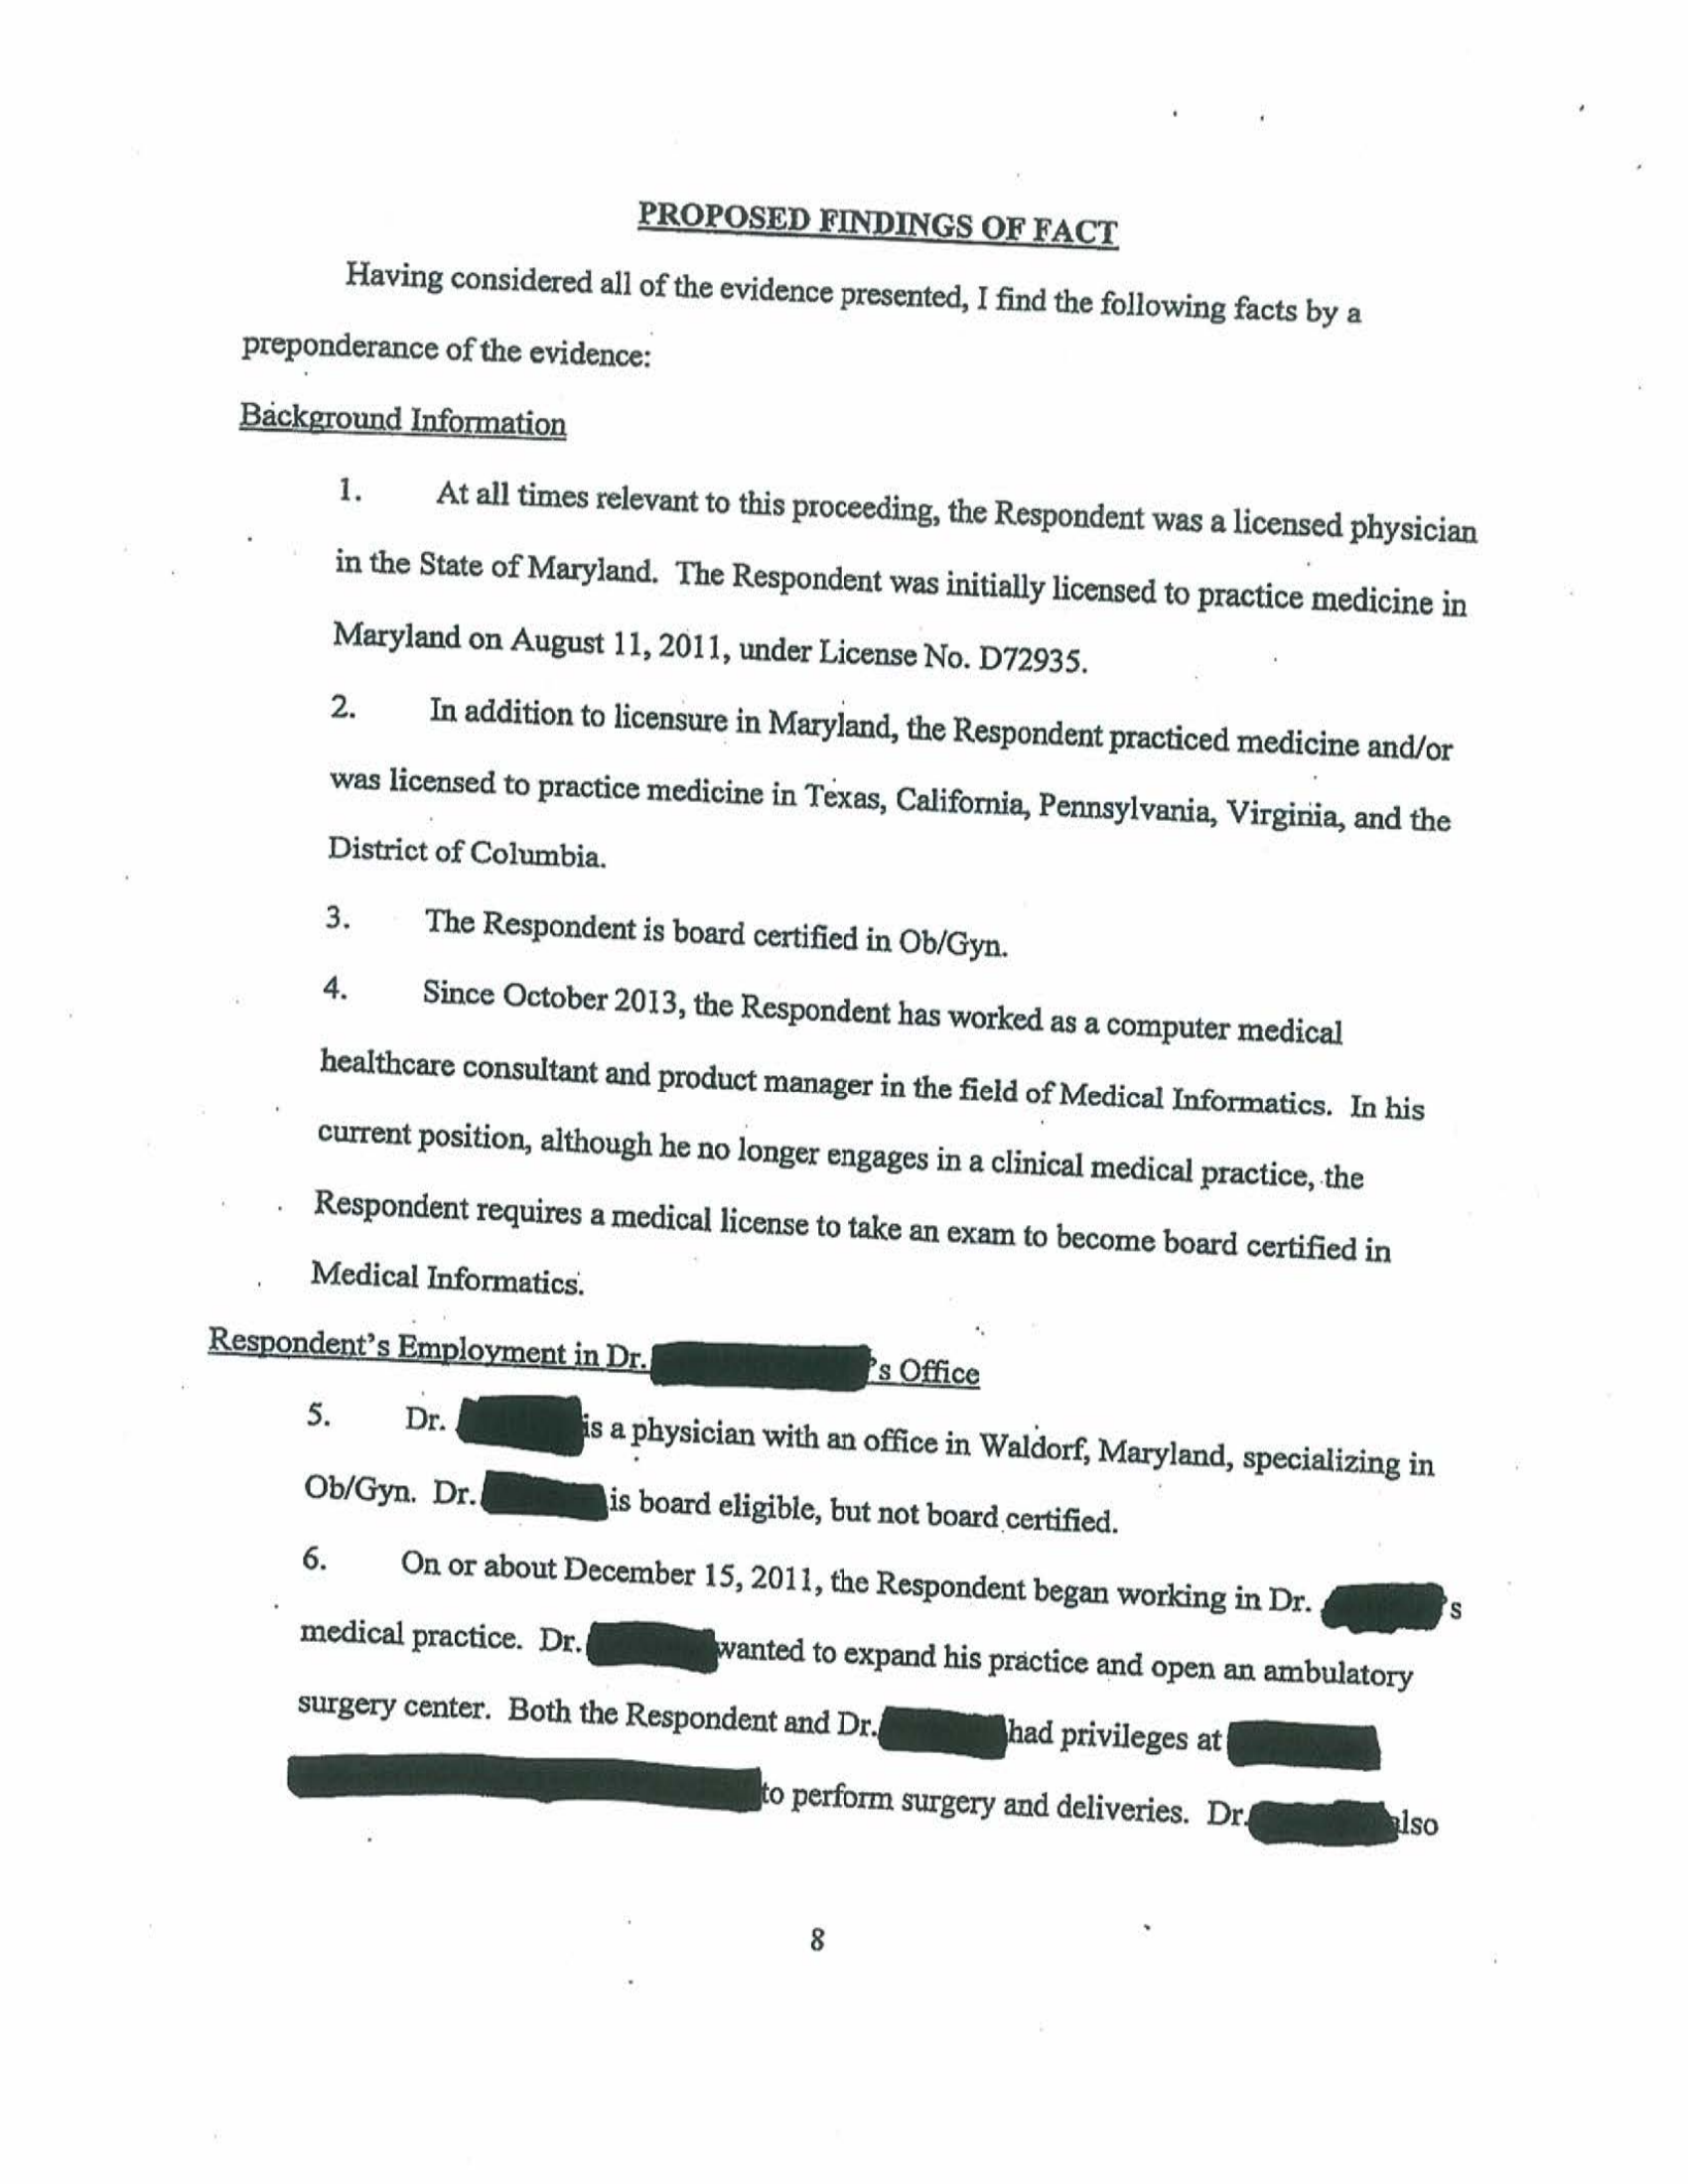 PROPOSED FINDINGS OF FACT
Having considered all of the evidence presented, I find the following facts by a
preponderance of the evidence:
Background Information
1. At all times relevant to this proceeding, the Respondent was a licensed physician
in the State of Maryland. The Respondent was initially licensed to practice medicine in
Maryland on August 11, 2011, under License No. D72935.
2. In addition to licensure in Maryland, the Respondent practiced medicine and/or
was licensed to practice medicine in Texas, California, Pennsylvania, Virginia, and the
District of Columbia.
3. The Respondent is board certified in Ob/Gyn.
4. Since October 2013, the Respondent has worked as a computer medical
healthcare consultant and product manager in the field of Medical Informatics. In his
current position, although he no longer engages in a clinical medical practice, the
Respondent requires a medical license to take an exam to become board certified in
Medical Informatics.
Respondent's Employment in Dr. 's Office
5. Dr. is a physician with an office in Waldorf, Maryland, specializing in
Ob/Gyn. Dr. is board eligible, but not board certified.
6. On or about December 15, 2011, the Respondent began working in Dr. 's
medical practice. Dr. wanted to expand his practice and open an ambulatory
surgery center. Both the Respondent and Dr. had privileges at
to perform surgery and deliveries. Dr. also
8